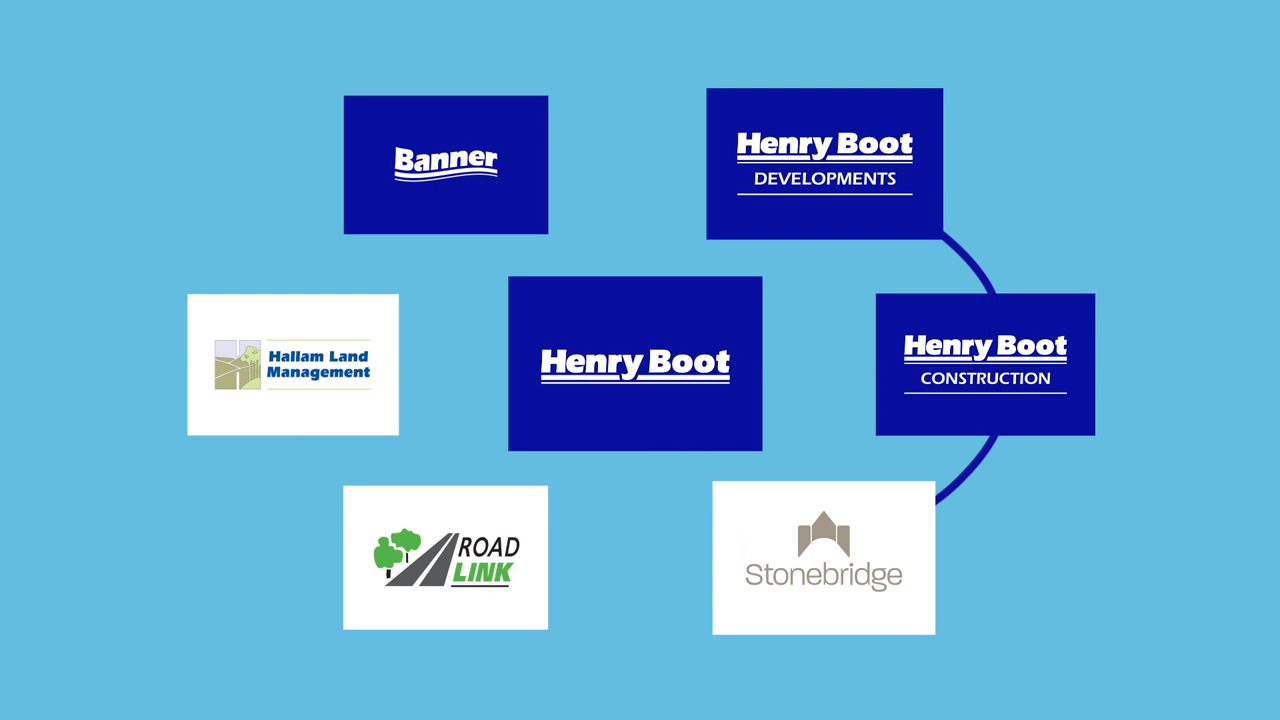 Banner
Henry Boot
DEVELOPMENTS
Hallam Land
Management
Henry Boot
Henry Boot
CONSTRUCTION
ROAD
LINK
Stonebridge